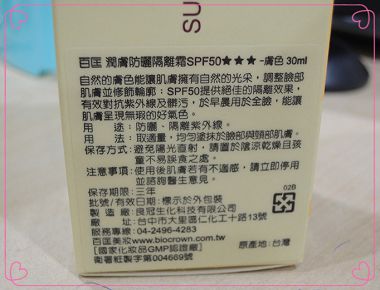 su
百匡 潤膚防曬隔離霜SPF50★★★-膚色 30ml
自然的膚色能讓肌膚擁有自然的光采，調整臉部
肌膚並修飾輪廓；SPF50提供絕佳的隔離效果，
有效對抗紫外線及髒污，於早晨用於全臉，能讓
肌膚呈現無瑕的好氣色。
用　　途：防曬、隔離紫外線。
用　　法：取適量，均勻塗抹於臉部與頸部肌膚。
保存方式：避免陽光直射，請置於陰涼乾燥且孩
童不易誤食之處。
注意事項：使用後肌膚若有不適感，請立即停用
並諮詢醫生意見。
保存期限：三年
批號/有效日期：標示於外包裝
製 造 廠：良冠生化科技有限公司
廠　　址：台中市大里區仁化工十路13號
服務電話：04-2496-4283
百匡美妝www.biocrown.com.tw 原產地：台灣
[國家化妝品GMP認證廠]
衛署粧製字第004669號
02B